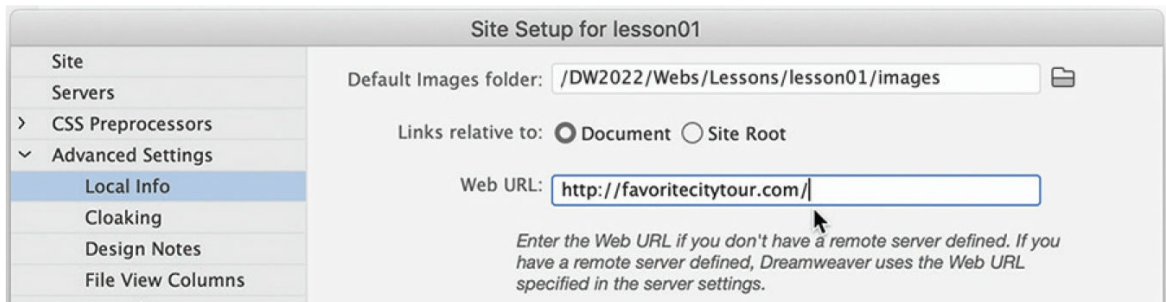 Site Setup for lesson01
Site
Servers
CSS Preprocessors
Advanced Settings
Local Info
Cloaking
Design Notes
File View Columns
Default Images folder: /DW2022/Webs/Lessons/lesson01/images
Links relative to: Document Site Root
Web URL: http://favoritecitytour.com/
Enter the Web URL if you don't have a remote server defined. If you
have a remote server defined, Dreamweaver uses the Web URL
specified in the server settings.